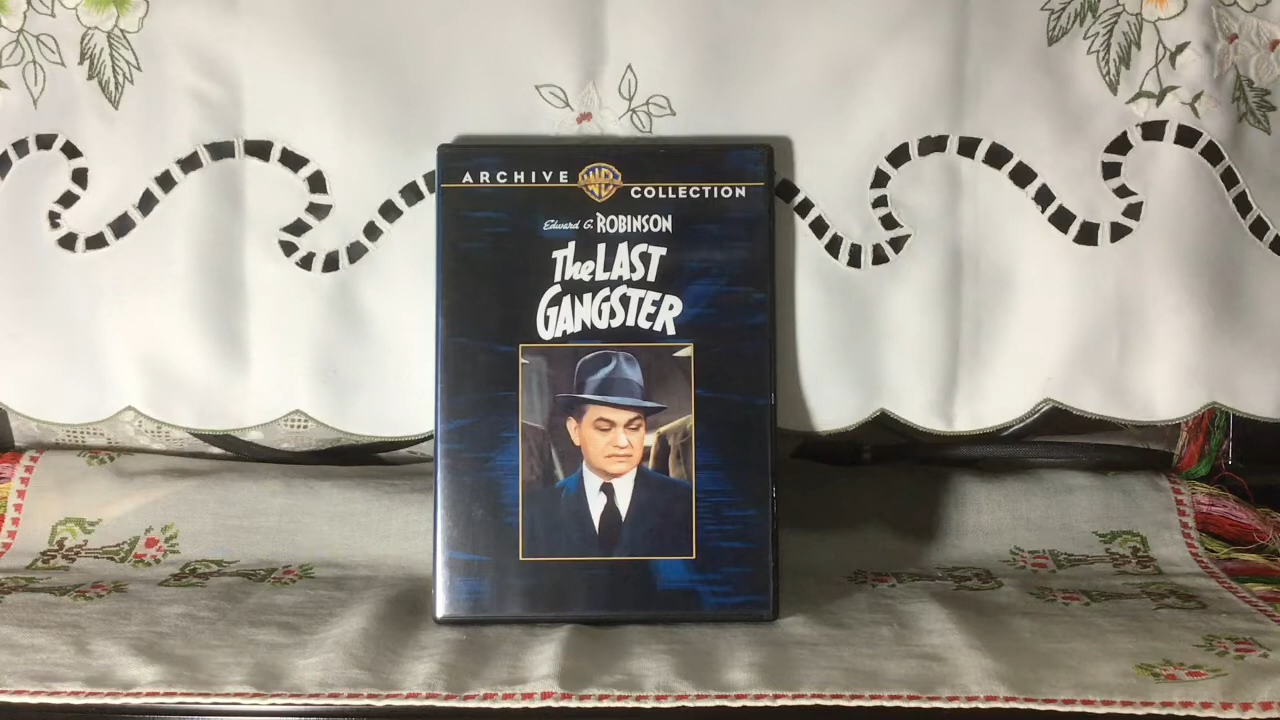 ARCHIVE WB COLLECTION
Edward G. ROBINSON
The LAST
GANGSTER